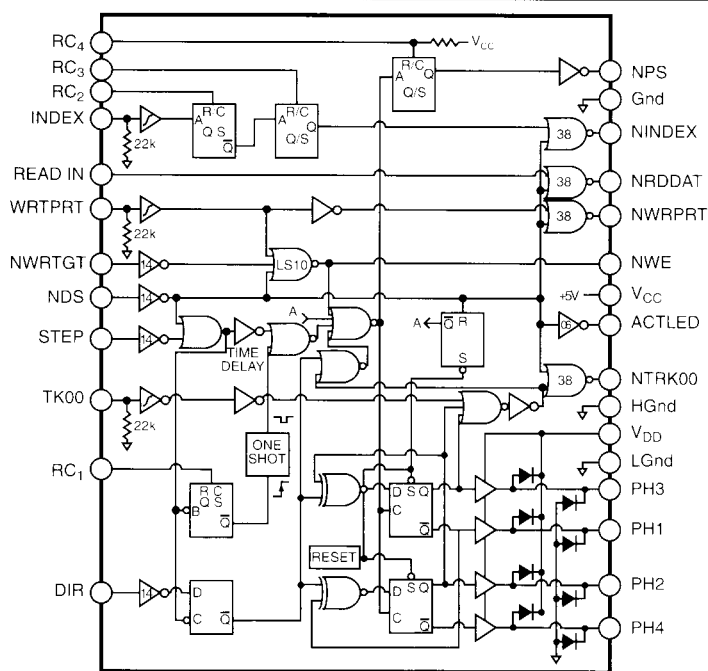 RC4
RC3
RC2
INDEX
READ IN
WRTPRT
NWRTGT
NDS
STEP
TK00
RC1
DIR
22k
22k
22k
14
14
14
14
R/C
A
Q S
Q
R/C
A Q
Q/S
VCC
R/C
A Q
Q/S
LS10
A
A
TIME
DELAY
Q R
S
ONE
SHOT
R C
Q S
B
Q
RESET
D Q
C
D S Q
C
Q
D S Q
C
Q
38
38
38
38
+5V
06
NPS
Gnd
NINDEX
NRDDAT
NWRPRT
NWE
VCC
ACTLED
NTRK00
HGnd
VDD
LGnd
PH3
PH1
PH2
PH4